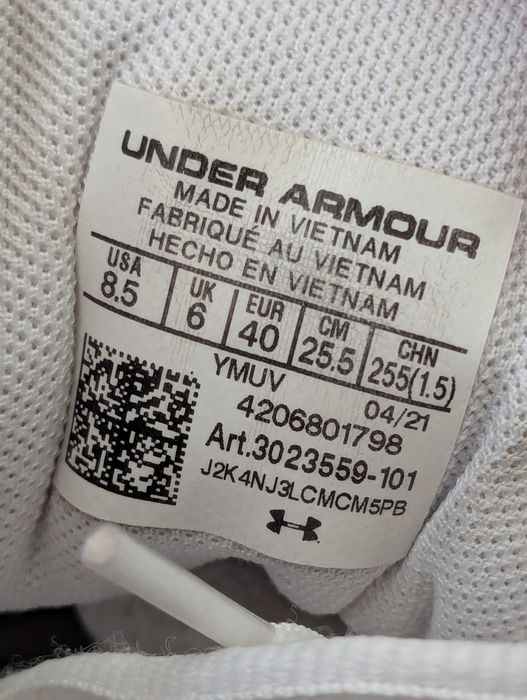 UNDER ARMOUR
MADE IN VIETNAM
FABRIQUÉ AU VIETNAM
HECHO EN VIETNAM
USA UK EUR CM CHN
8.5 6 40 25.5 255(1.5)
YMUV 04/21
4206801798
Art.3023559-101
J2K4NJ3LCMCM5PB